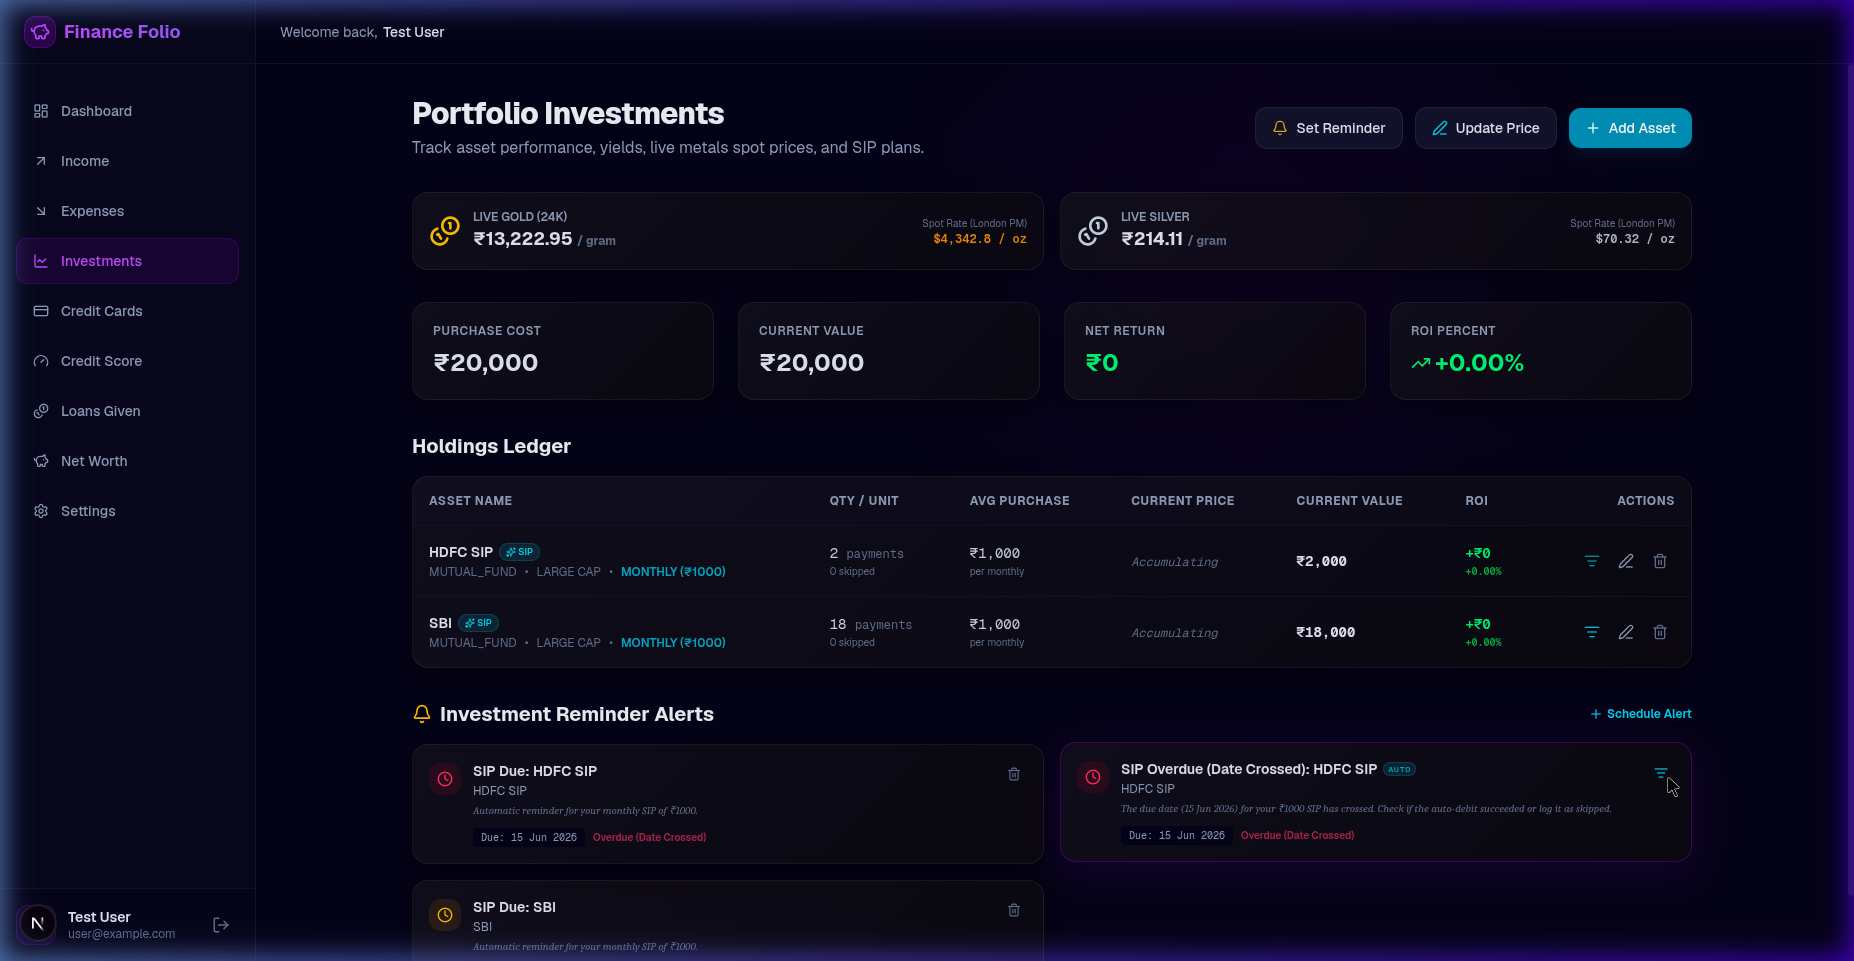 Finance Folio
Welcome back, Test User
Dashboard
Income
Expenses
Investments
Credit Cards
Credit Score
Loans Given
Net Worth
Settings
N
Test User
user@example.com
Portfolio Investments
Track asset performance, yields, live metals spot prices, and SIP plans.
Set Reminder
Update Price
Add Asset
LIVE GOLD (24K)
₹13,222.95 / gram
Spot Rate (London PM)
$4,342.8 / oz
LIVE SILVER
₹214.11 / gram
Spot Rate (London PM)
$70.32 / oz
PURCHASE COST
₹20,000
CURRENT VALUE
₹20,000
NET RETURN
₹0
ROI PERCENT
+0.00%
Holdings Ledger
ASSET NAME QTY / UNIT AVG PURCHASE CURRENT PRICE CURRENT VALUE ROI ACTIONS
HDFC SIP SIP 2 payments ₹1,000 Accumulating ₹2,000 +₹0
MUTUAL_FUND • LARGE CAP • MONTHLY (₹1000) 0 skipped per monthly +0.00%
SBI SIP 18 payments ₹1,000 Accumulating ₹18,000 +₹0
MUTUAL_FUND • LARGE CAP • MONTHLY (₹1000) 0 skipped per monthly +0.00%
Investment Reminder Alerts
Schedule Alert
SIP Due: HDFC SIP
HDFC SIP
Automatic reminder for your monthly SIP of ₹1000.
Due: 15 Jun 2026 Overdue (Date Crossed)
SIP Overdue (Date Crossed): HDFC SIP AUTO
HDFC SIP
The due date (15 Jun 2026) for your ₹1000 SIP has crossed. Check if the auto-debit succeeded or log it as skipped.
Due: 15 Jun 2026 Overdue (Date Crossed)
SIP Due: SBI
SBI
Automatic reminder for your monthly SIP of ₹1000.